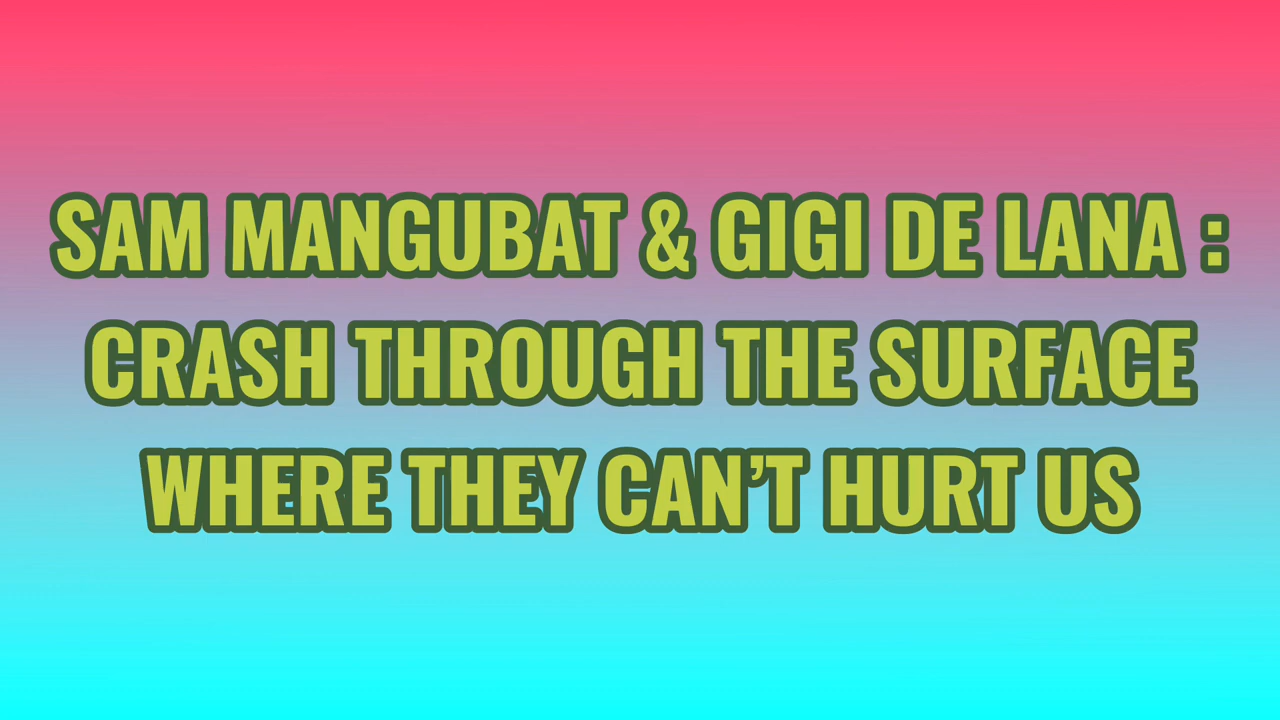 SAM MANGUBAT & GIGI DE LANA :
CRASH THROUGH THE SURFACE
WHERE THEY CAN’T HURT US